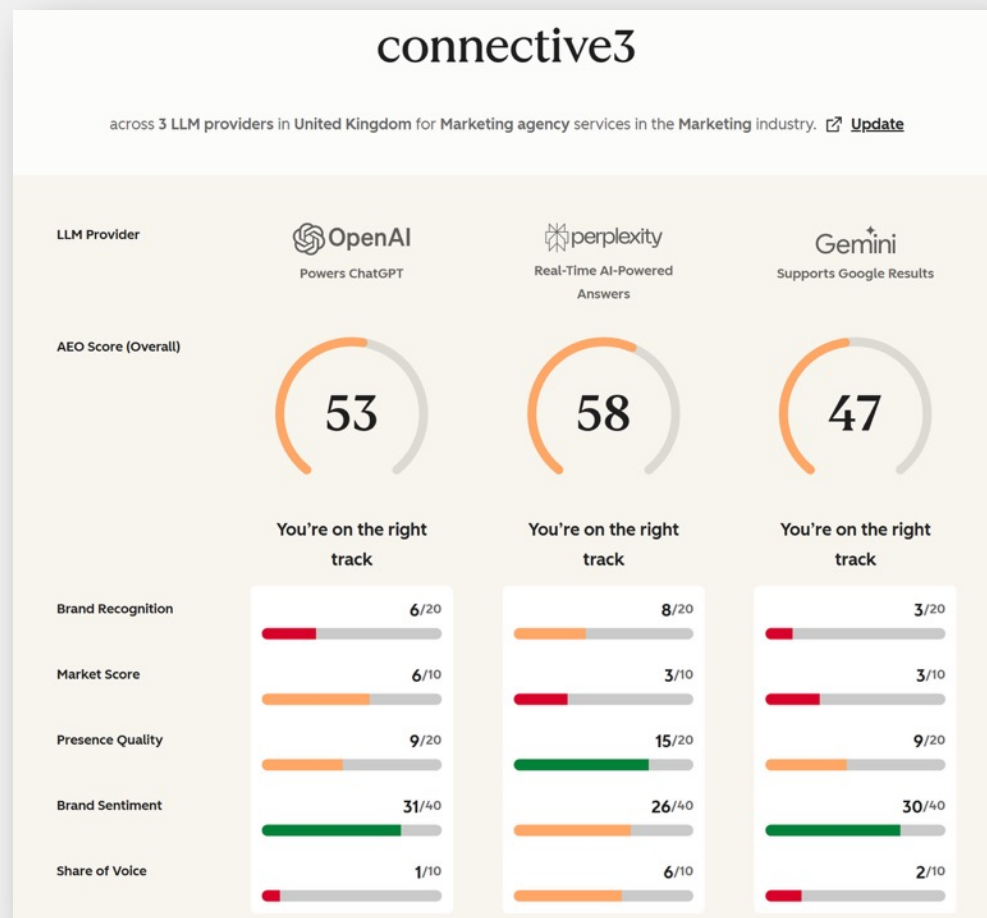 connective3
across 3 LLM providers in United Kingdom for Marketing agency services in the Marketing industry. Update
LLM Provider
OpenAI
Powers ChatGPT
perplexity
Real-Time AI-Powered
Answers
Gemini
Supports Google Results
AEO Score (Overall)
53
58
47
You're on the right
track
You're on the right
track
You're on the right
track
Brand Recognition
6/20
8/20
3/20
Market Score
6/10
3/10
3/10
Presence Quality
9/20
15/20
9/20
Brand Sentiment
31/40
26/40
30/40
Share of Voice
1/10
6/10
2/10